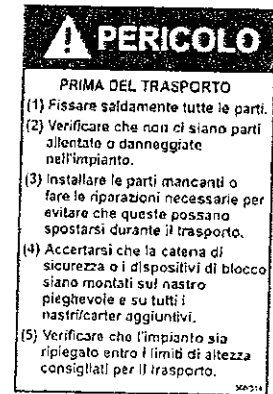 PERICOLO
PRIMA DEL TRASPORTO
(1) Fissare saldamente tutte le parti.
(2) Verificare che non ci siano parti
allentate o danneggiate
nell'impianto.
(3) Installare le parti mancanti o
fare le riparazioni necessarie per
evitare che queste possano
spostarsi durante il trasporto.
(4) Accertarsi che la catena di
sicurezza o i dispositivi di blocco
siano montati sul nastro
pieghevole e su tutti i
nastri/carter aggiuntivi.
(5) Verificare che l'impianto sia
ripiegato entro i limiti di altezza
consigliati per il trasporto.